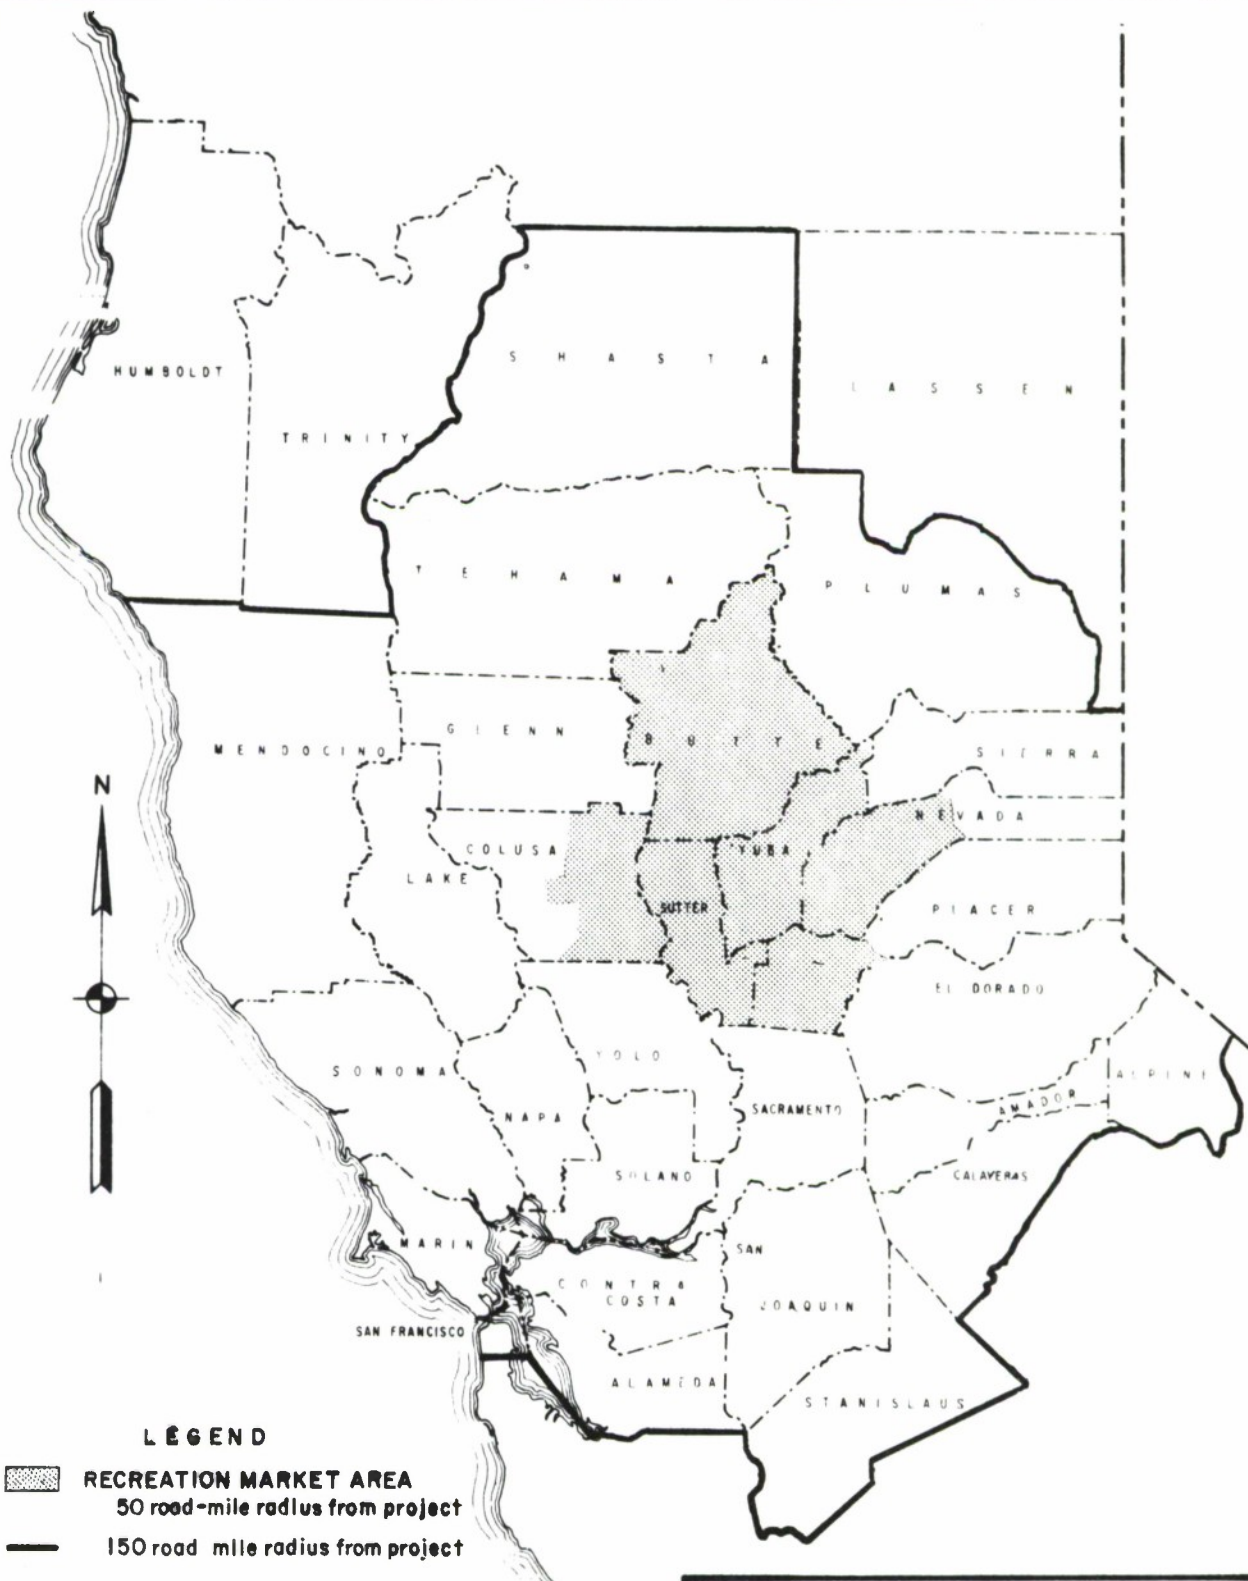 SHASTA
HUMBOLDT
LASSEN
TRINITY
TEHAMA
PLUMAS
GLENN
BUTTE
MENDOCINO
SIERRA
N
NEVADA
COLUSA
YUBA
LAKE
SUTTER
PLACER
EL DORADO
YOLO
SONOMA
ALPINE
AMADOR
SACRAMENTO
NAPA
SOLANO
CALAVERAS
MARIN
SAN
JOAQUIN
CONTRA
COSTA
SAN FRANCISCO
ALAMEDA
STANISLAUS
LEGEND
RECREATION MARKET AREA
50 road-mile radius from project
150 road mile radius from project